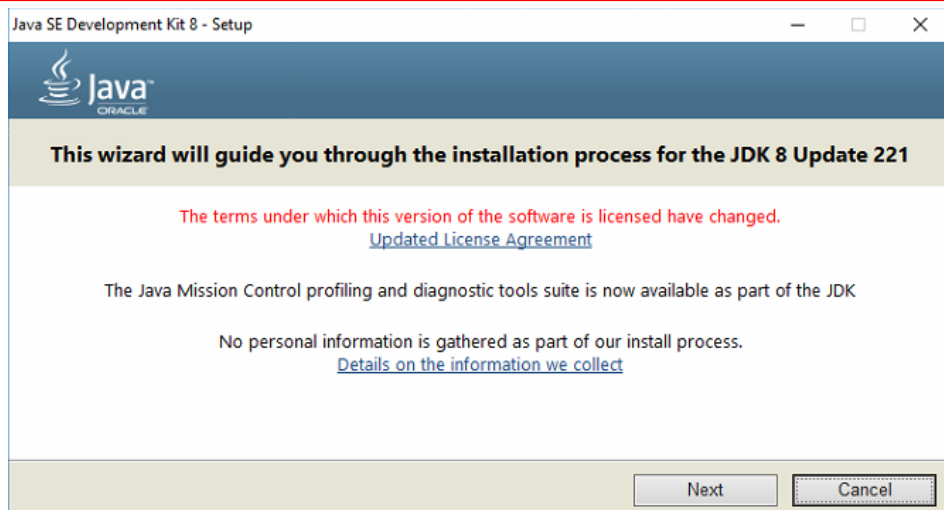 Java SE Development Kit 8 - Setup
Java™
ORACLE
This wizard will guide you through the installation process for the JDK 8 Update 221
The terms under which this version of the software is licensed have changed.
Updated License Agreement
The Java Mission Control profiling and diagnostic tools suite is now available as part of the JDK
No personal information is gathered as part of our install process.
Details on the information we collect
Next
Cancel